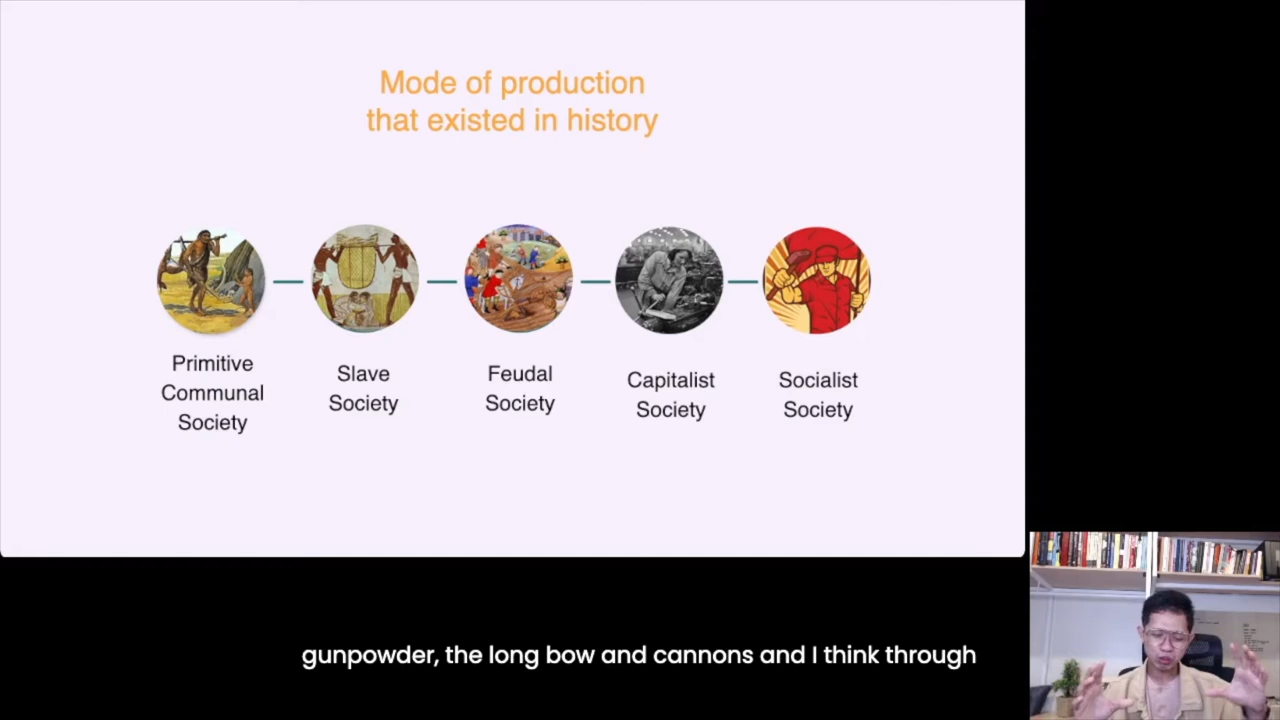 Mode of production
that existed in history
Primitive
Communal
Society
Slave
Society
Feudal
Society
Capitalist
Society
Socialist
Society
gunpowder, the long bow and cannons and I think through